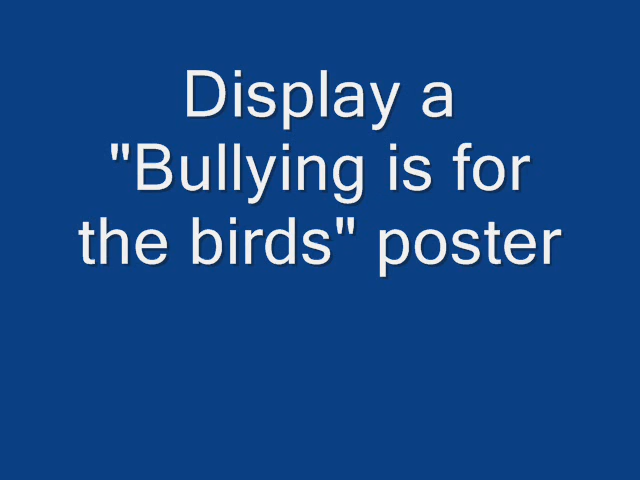 Display a
"Bullying is for
the birds" poster